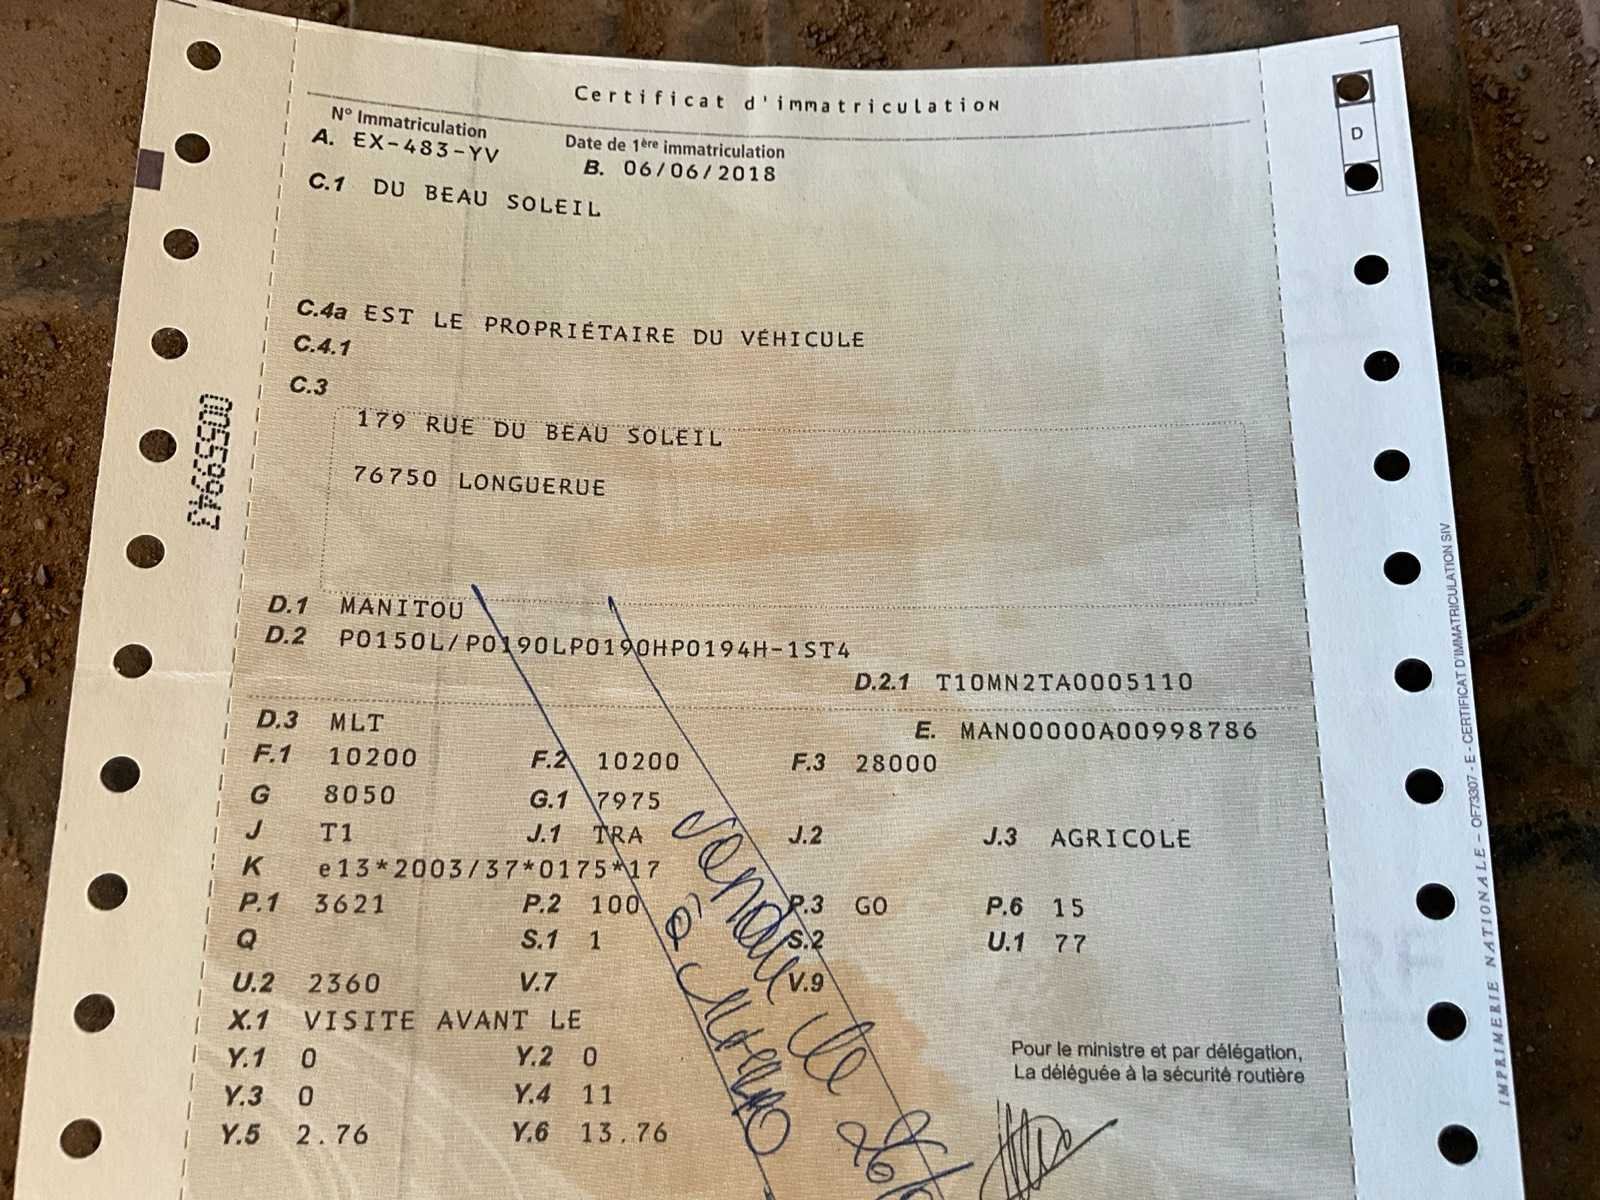 Certificat d'immatriculation
N° Immatriculation
A. EX-483-YV
Date de 1ère immatriculation
B. 06/06/2018
D
C.1 DU BEAU SOLEIL
C.4a EST LE PROPRIÉTAIRE DU VÉHICULE
C.4.1
C.3
179 RUE DU BEAU SOLEIL
76750 LONGUERUE
D.1 MANITOU
D.2 P0150L/P0190LP0190HP0194H-1ST4
D.2.1 T10MN2TA0005110
D.3 MLT
E. MAN00000A00998786
F.1 10200 F.2 10200 F.3 28000
G 8050 G.1 7975
J T1 J.1 TRA J.2 J.3 AGRICOLE
K e13*2003/37*0175*17
P.1 3621 P.2 100 P.3 GO P.6 15
Q S.1 1 S.2 U.1 77
U.2 2360 V.7 V.9
X.1 VISITE AVANT LE
Y.1 0 Y.2 0
Y.3 0 Y.4 11
Y.5 2.76 Y.6 13.76
Pour le ministre et par délégation,
La déléguée à la sécurité routière
IMPRIMERIE NATIONALE – OF73307 - E - CERTIFICAT D'IMMATRICULATION SIV
vendu le
à